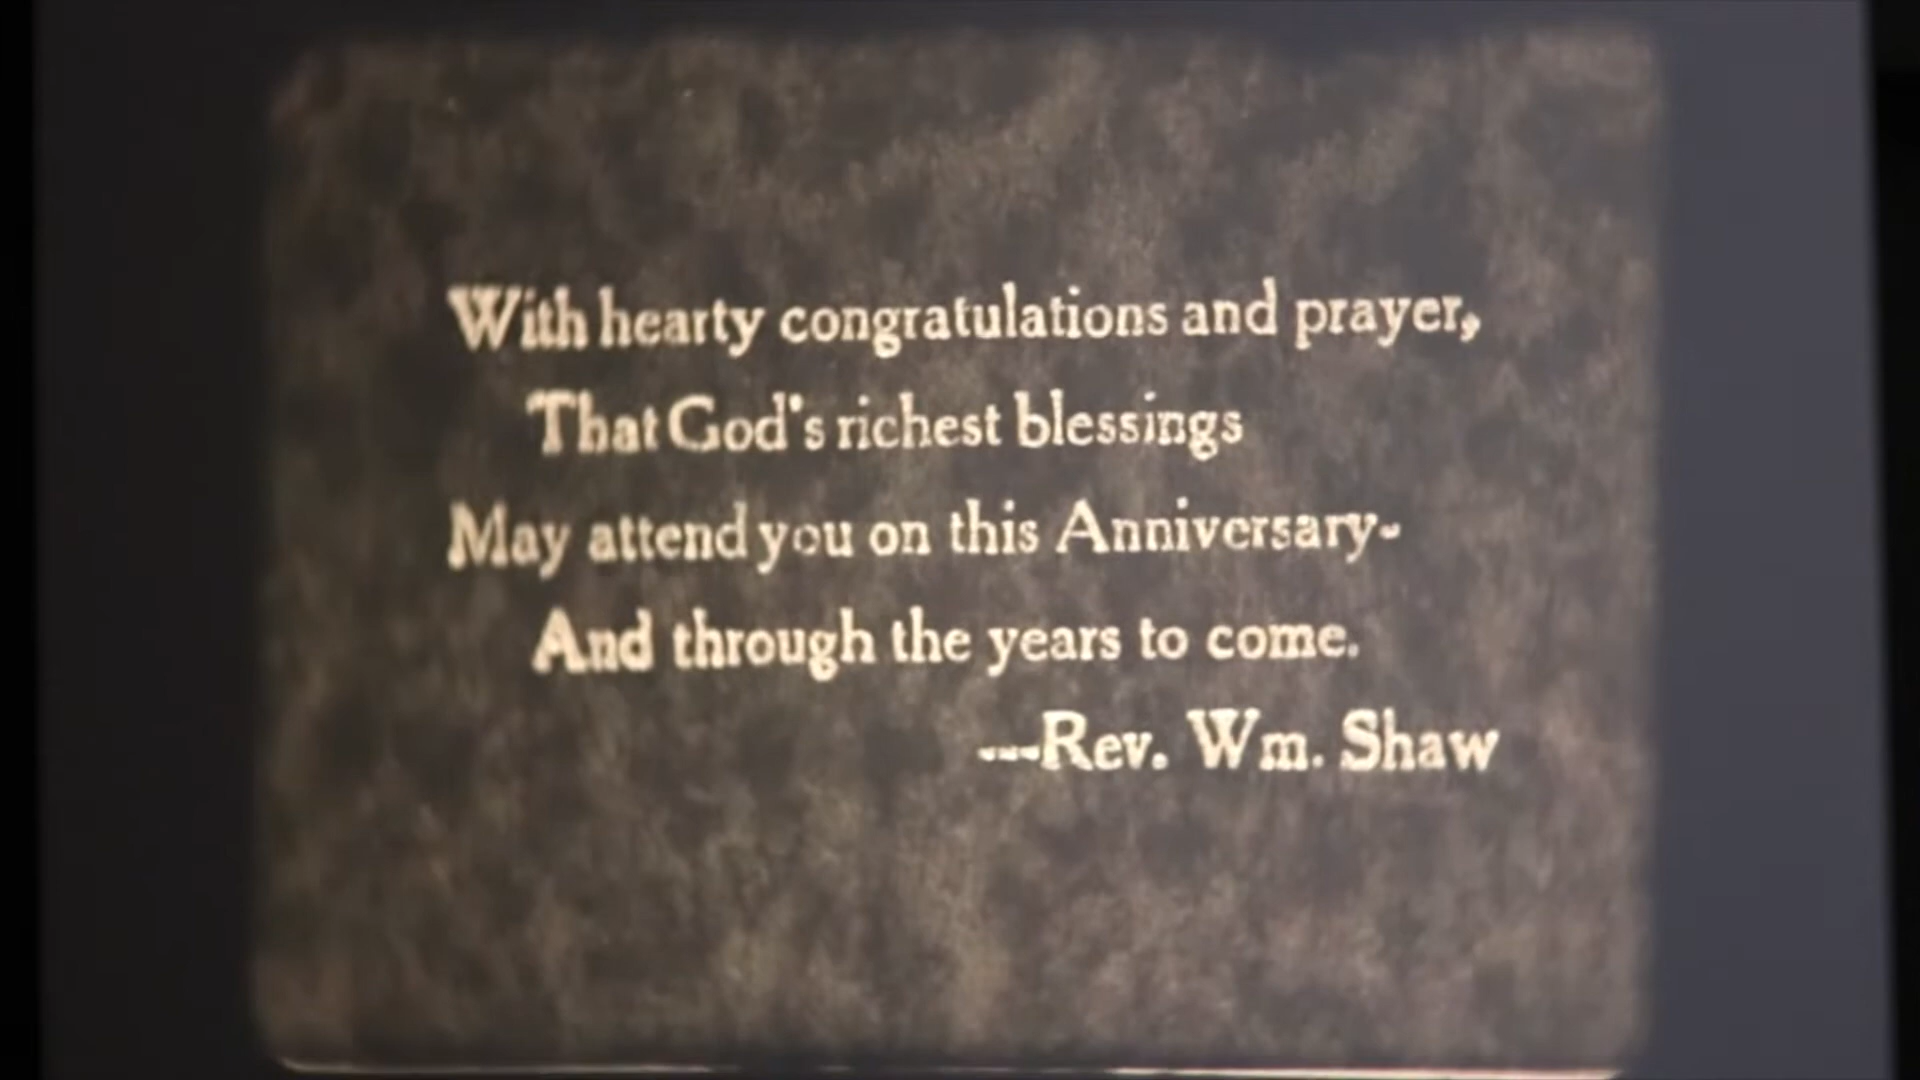 With hearty congratulations and prayer,
That God's richest blessings
May attend you on this Anniversary-
And through the years to come.
---Rev. Wm. Shaw